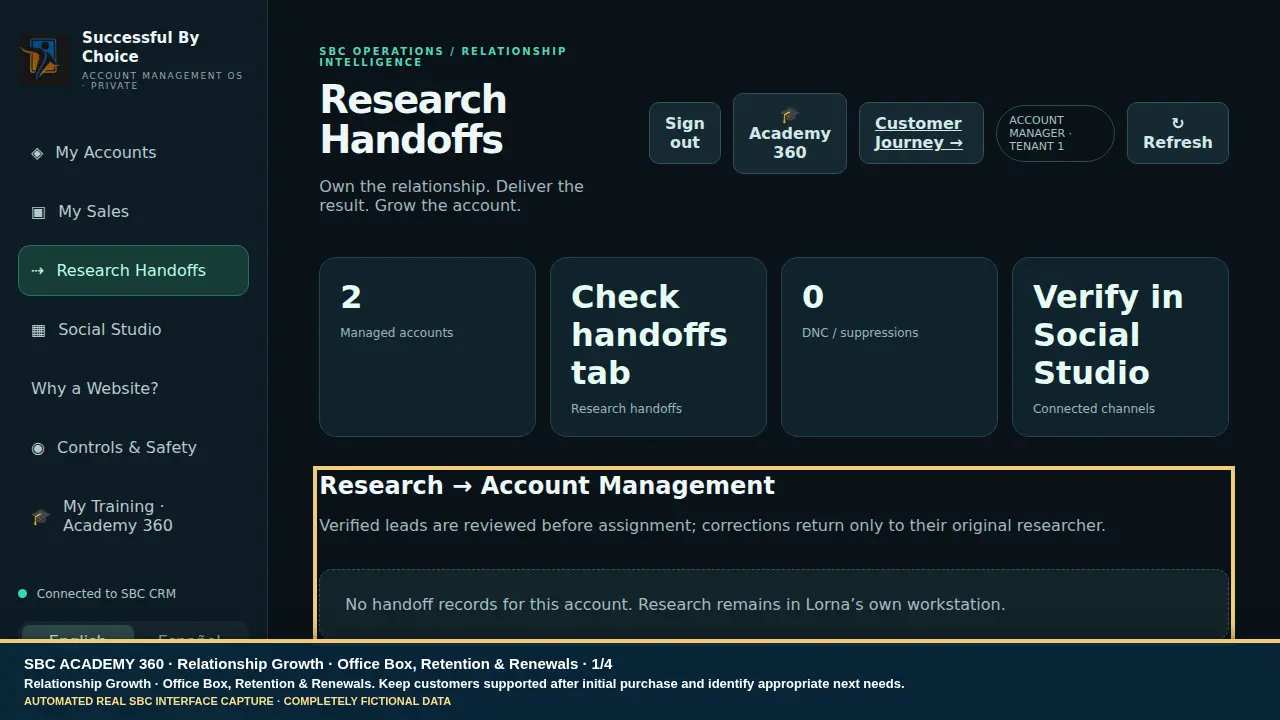 Successful By
Choice
ACCOUNT MANAGEMENT OS
· PRIVATE
◈ My Accounts
▣ My Sales
⇢ Research Handoffs
▦ Social Studio
Why a Website?
◉ Controls & Safety
🎓 My Training ·
Academy 360
Connected to SBC CRM
English Español
SBC OPERATIONS / RELATIONSHIP
INTELLIGENCE
Research
Handoffs
Own the relationship. Deliver the
result. Grow the account.
Sign
out
🎓
Academy
360
Customer
Journey →
ACCOUNT
MANAGER ·
TENANT 1
↻
Refresh
2
Managed accounts
Check
handoffs
tab
Research handoffs
0
DNC / suppressions
Verify in
Social
Studio
Connected channels
Research → Account Management
Verified leads are reviewed before assignment; corrections return only to their original researcher.
No handoff records for this account. Research remains in Lorna’s own workstation.
SBC ACADEMY 360 · Relationship Growth · Office Box, Retention & Renewals · 1/4
Relationship Growth · Office Box, Retention & Renewals. Keep customers supported after initial purchase and identify appropriate next needs.
AUTOMATED REAL SBC INTERFACE CAPTURE · COMPLETELY FICTIONAL DATA